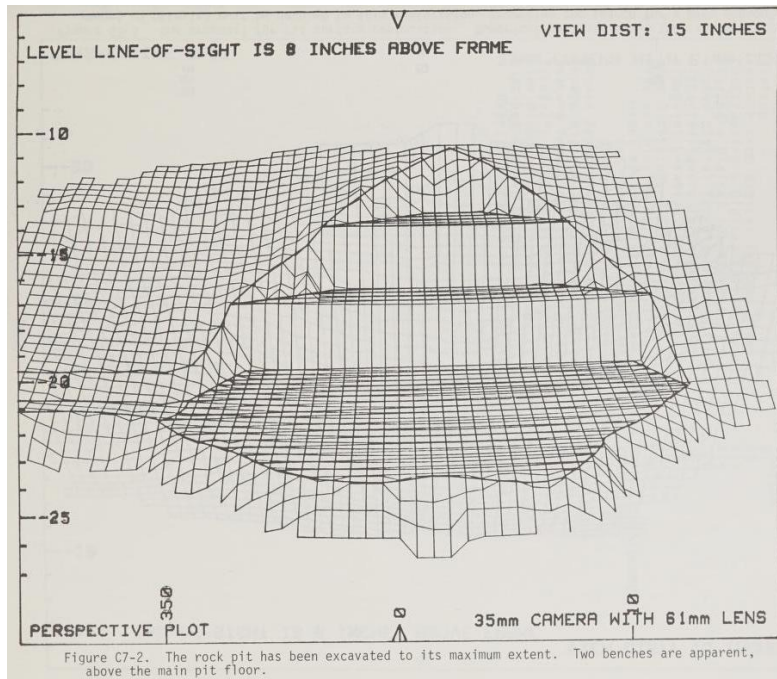 VIEW DIST: 15 INCHES
LEVEL LINE-OF-SIGHT IS 8 INCHES ABOVE FRAME
-10
-15
-20
-25
350
0
10
PERSPECTIVE PLOT
35mm CAMERA WITH 61mm LENS
Figure C7-2. The rock pit has been excavated to its maximum extent. Two benches are apparent,
above the main pit floor.